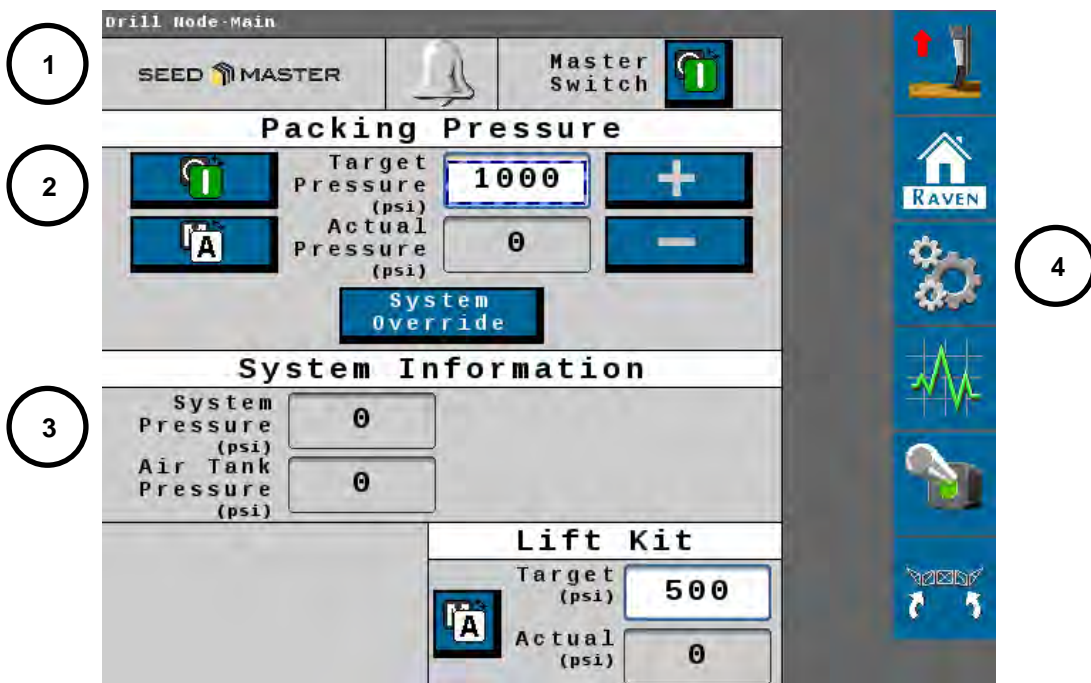 Drill Node-Main
1
SEED MASTER
Master
Switch
Packing Pressure
2
Target
Pressure
(psi)
1000
+
Actual
Pressure
(psi)
0
−
A
System
Override
RAVEN
4
System Information
3
System
Pressure
(psi)
0
Air Tank
Pressure
(psi)
0
Lift Kit
Target
(psi)
500
A
Actual
(psi)
0